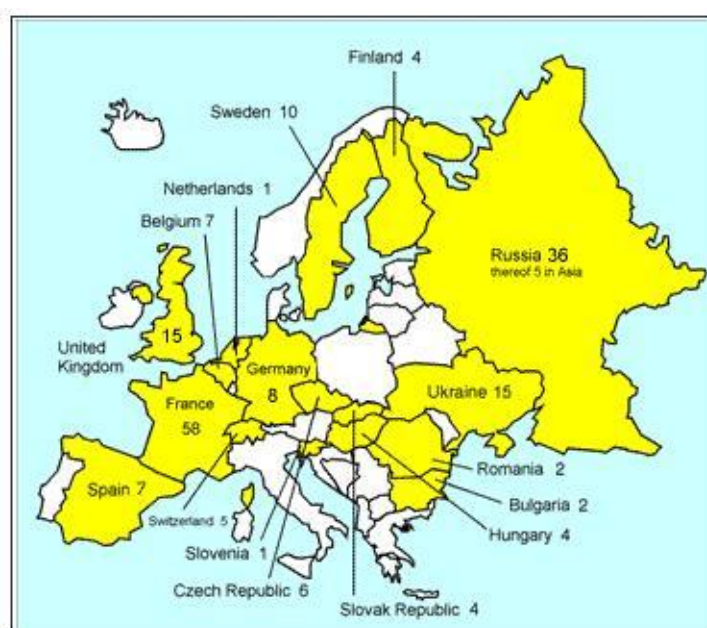 Finland 4
Sweden 10
Netherlands 1
Belgium 7
Russia 36
thereof 5 in Asia
15
United
Kingdom
Germany
8
Ukraine 15
France
58
Romania 2
Spain 7
Bulgaria 2
Switzerland 5
Hungary 4
Slovenia 1
Czech Republic 6
Slovak Republic 4